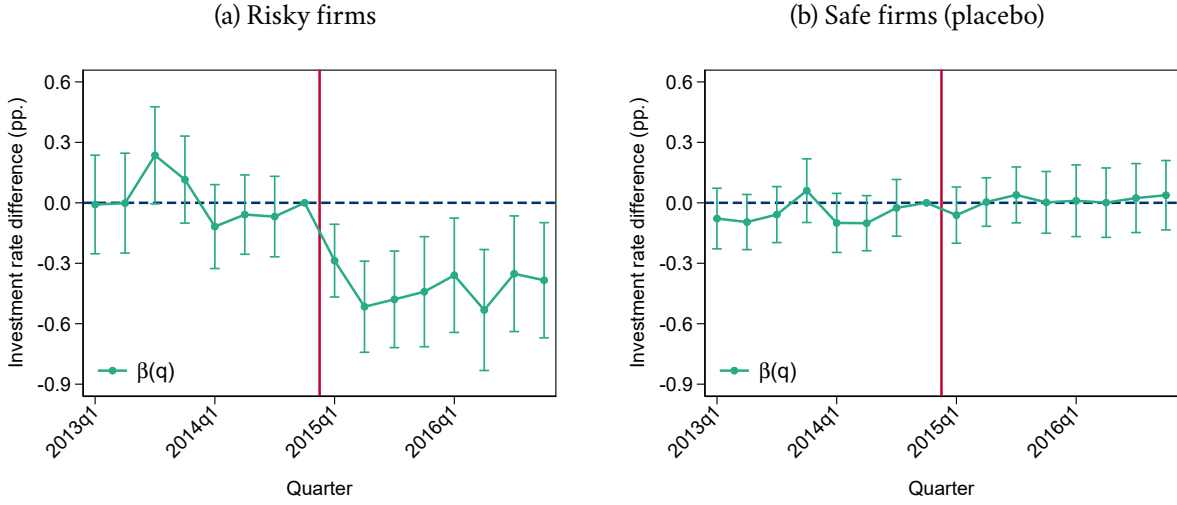 (a) Risky firms
Investment rate difference (pp.)
0.6
0.3
0.0
-0.3
-0.6
-0.9
β(q)
2013q1
2014q1
2015q1
2016q1
Quarter
(b) Safe firms (placebo)
Investment rate difference (pp.)
0.6
0.3
0.0
-0.3
-0.6
-0.9
β(q)
2013q1
2014q1
2015q1
2016q1
Quarter